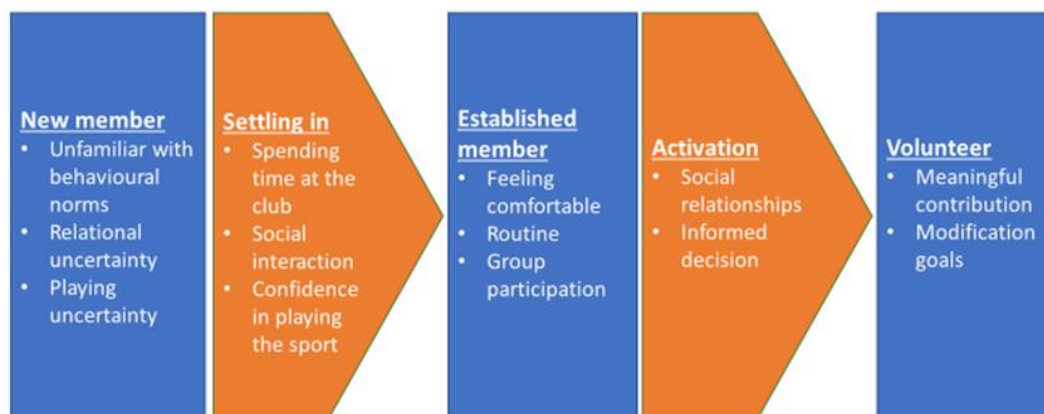 New member
• Unfamiliar with
behavioural
norms
• Relational
uncertainty
• Playing
uncertainty
Settling in
• Spending
time at the
club
• Social
interaction
• Confidence
in playing
the sport
Established
member
• Feeling
comfortable
• Routine
• Group
participation
Activation
• Social
relationships
• Informed
decision
Volunteer
• Meaningful
contribution
• Modification
goals